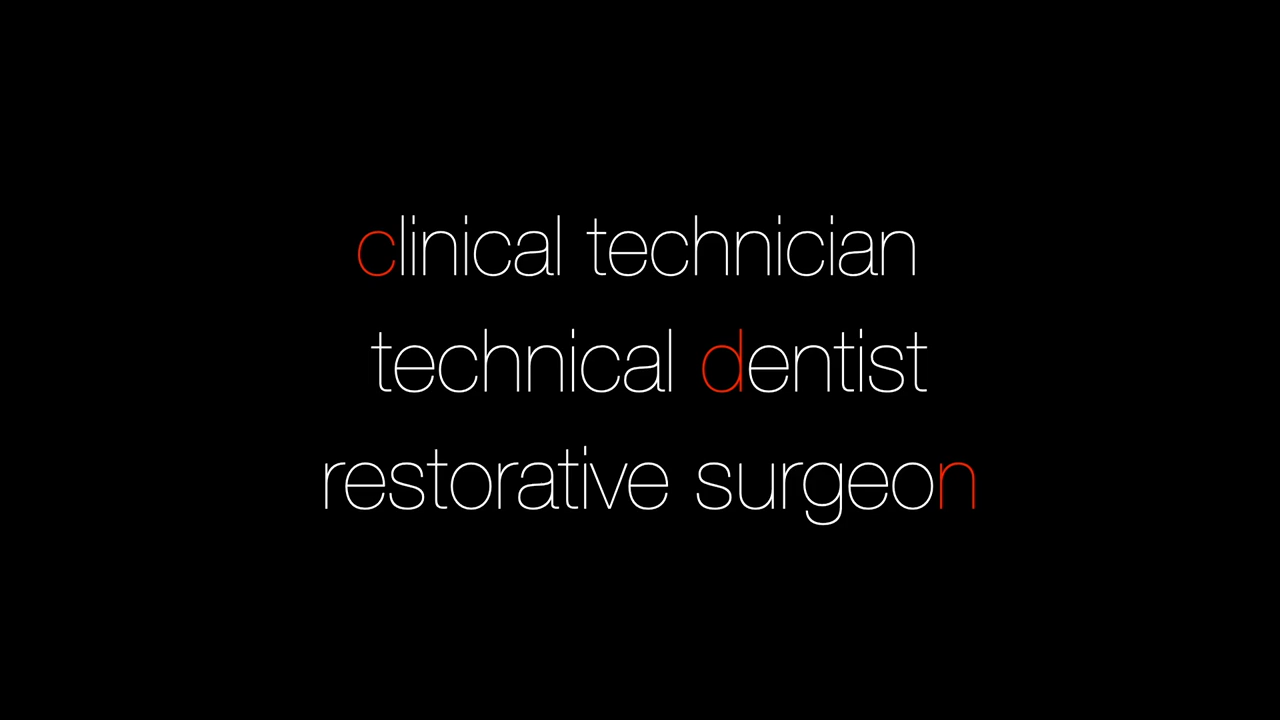 clinical technician
technical dentist
restorative surgeon